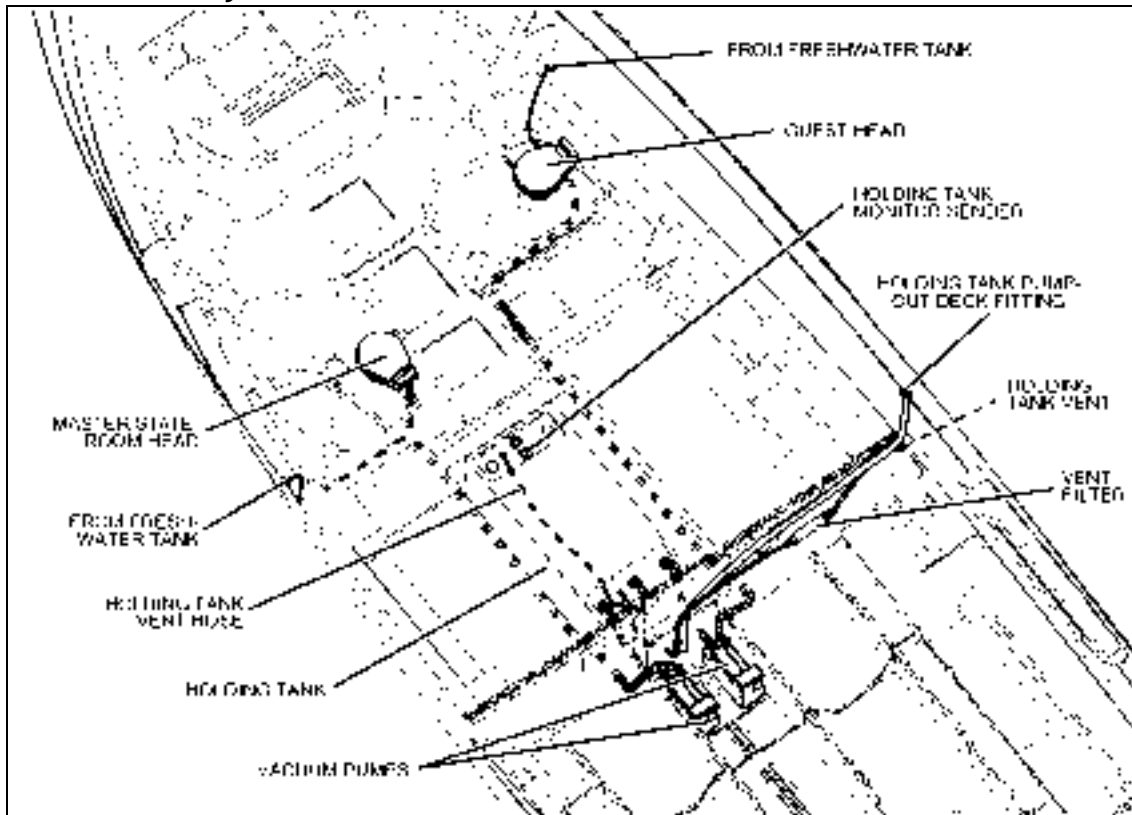 FROM FRESHWATER TANK
GUEST HEAD
HOLDING TANK
MONITOR SENDER
HOLDING TANK PUMP-
OUT DECK FITTING
HOLDING
TANK VENT
VENT
FILTER
MASTER STATE-
ROOM HEAD
FROM FRESH-
WATER TANK
HOLDING TANK
VENT HOSE
HOLDING TANK
VACUUM PUMPS